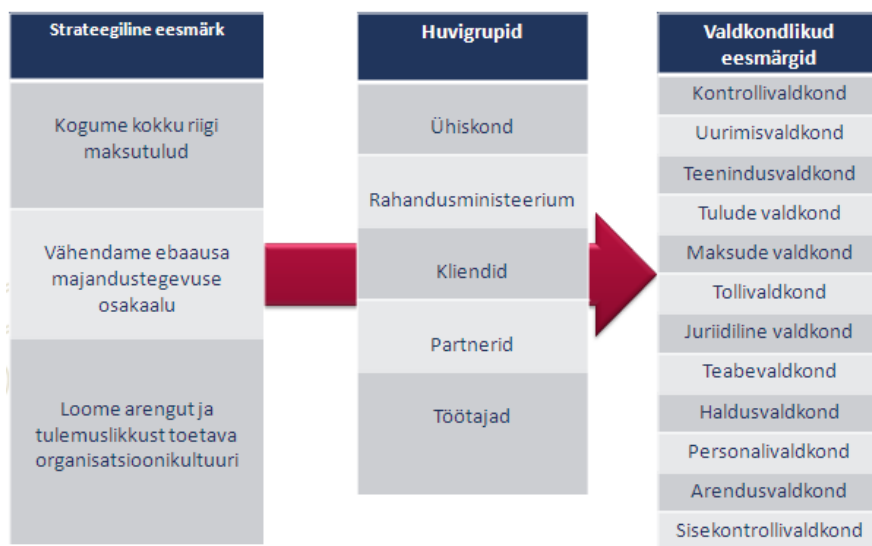 Strateegiline eesmärk
Kogume kokku riigi
maksutulud
Vähendame ebaausa
majandustegevuse
osakaalu
Loome arengut ja
tulemuslikkust toetava
organisatsioonikultuuri
Huvigrupid
Ühiskond
Rahandusministeerium
Kliendid
Partnerid
Töötajad
Valdkondlikud
eesmärgid
Kontrollivaldkond
Uurimisvaldkond
Teenindusvaldkond
Tulude valdkond
Maksude valdkond
Tollivaldkond
Juriidiline valdkond
Teabevaldkond
Haldusvaldkond
Personalivaldkond
Arendusvaldkond
Sisekontrollivaldkond